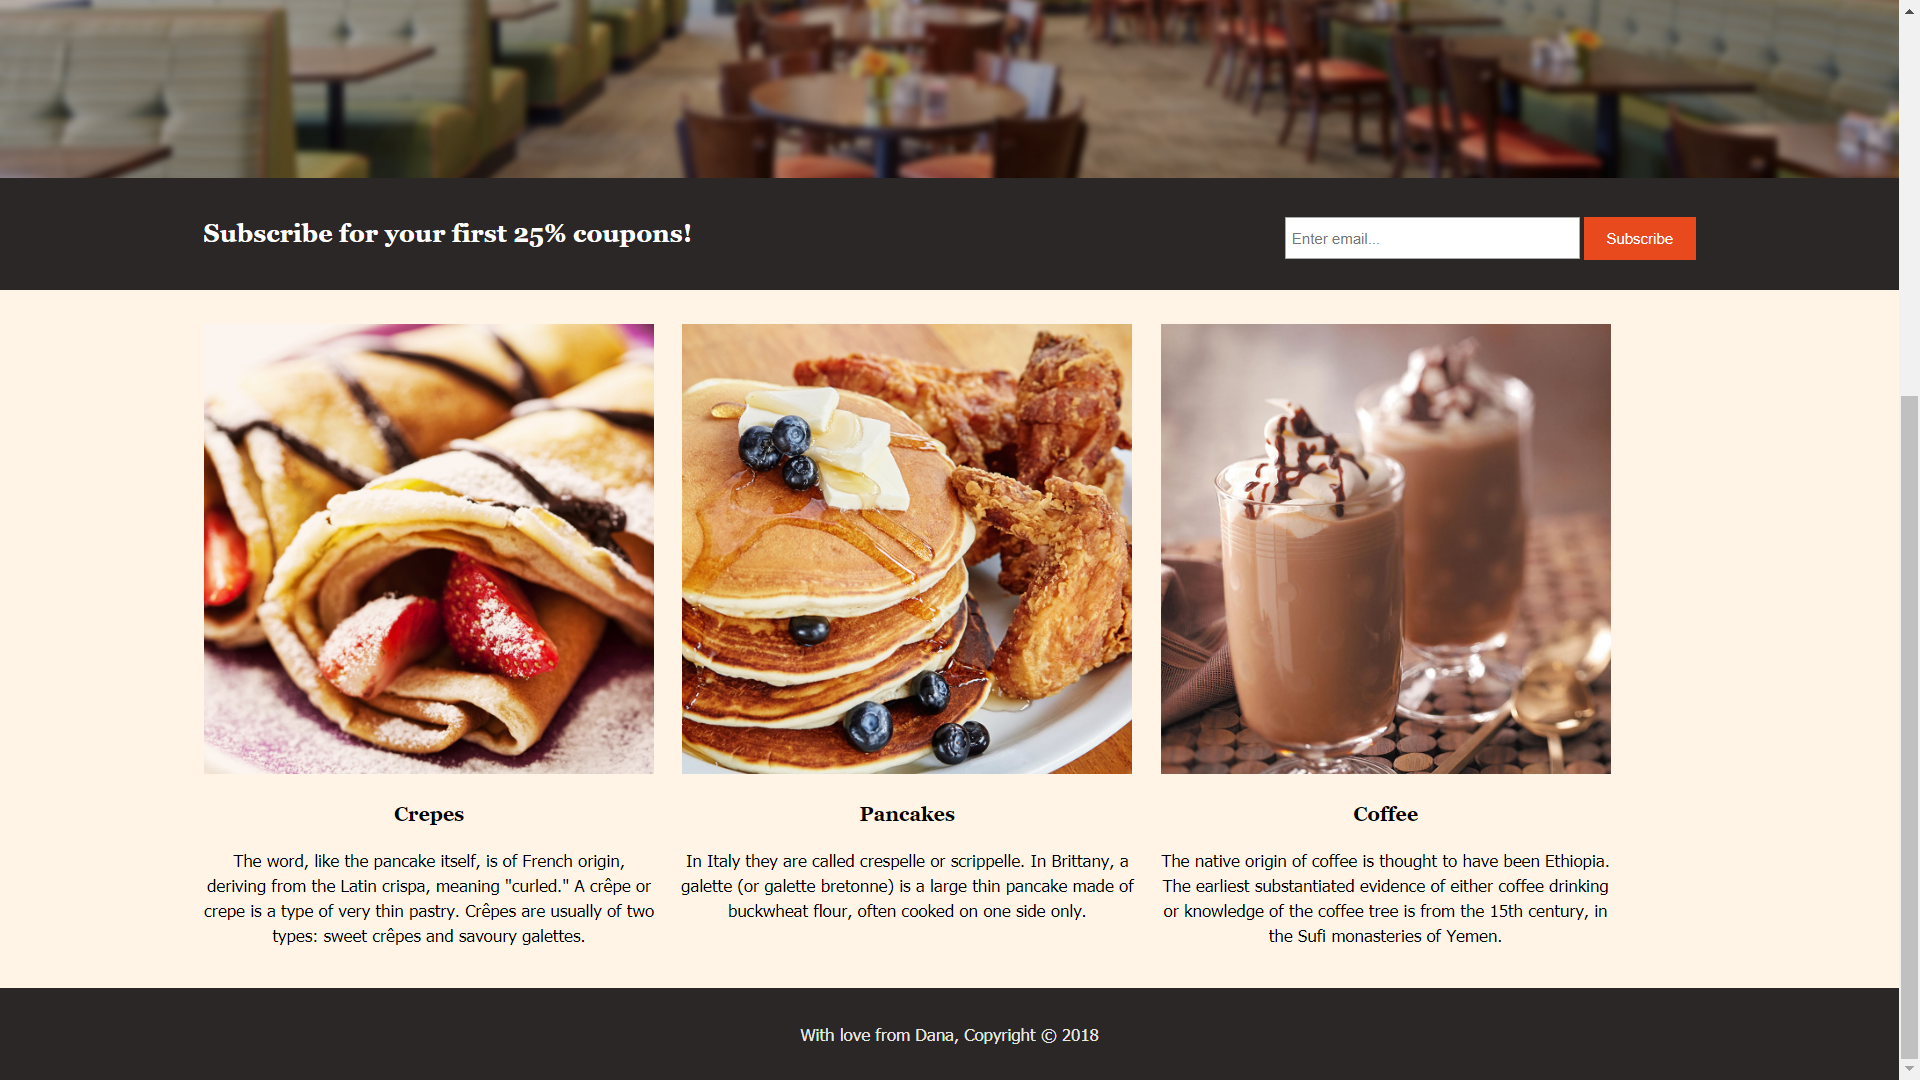 Subscribe for your first 25% coupons!
Enter email...
Subscribe
Crepes
The word, like the pancake itself, is of French origin,
deriving from the Latin crispa, meaning "curled." A crêpe or
crepe is a type of very thin pastry. Crêpes are usually of two
types: sweet crêpes and savoury galettes.
Pancakes
In Italy they are called crespelle or scrippelle. In Brittany, a
galette (or galette bretonne) is a large thin pancake made of
buckwheat flour, often cooked on one side only.
Coffee
The native origin of coffee is thought to have been Ethiopia.
The earliest substantiated evidence of either coffee drinking
or knowledge of the coffee tree is from the 15th century, in
the Sufi monasteries of Yemen.
With love from Dana, Copyright © 2018